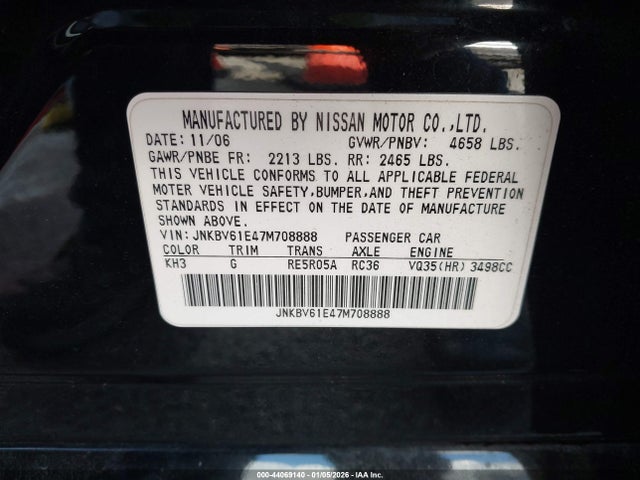 MANUFACTURED BY NISSAN MOTOR CO.,LTD.
DATE: 11/06 GVWR/PNBV: 4658 LBS.
GAWR/PNBE FR: 2213 LBS. RR: 2465 LBS.
THIS VEHICLE CONFORMS TO ALL APPLICABLE FEDERAL
MOTER VEHICLE SAFETY,BUMPER,AND THEFT PREVENTION
STANDARDS IN EFFECT ON THE DATE OF MANUFACTURE
SHOWN ABOVE.
VIN:JNKBV61E47M708888 PASSENGER CAR
COLOR TRIM TRANS AXLE ENGINE
KH3 G RE5R05A RC36 VQ35(HR) 3498CC
JNKBV61E47M708888
000-44069140 - 01/05/2026 - IAA Inc.